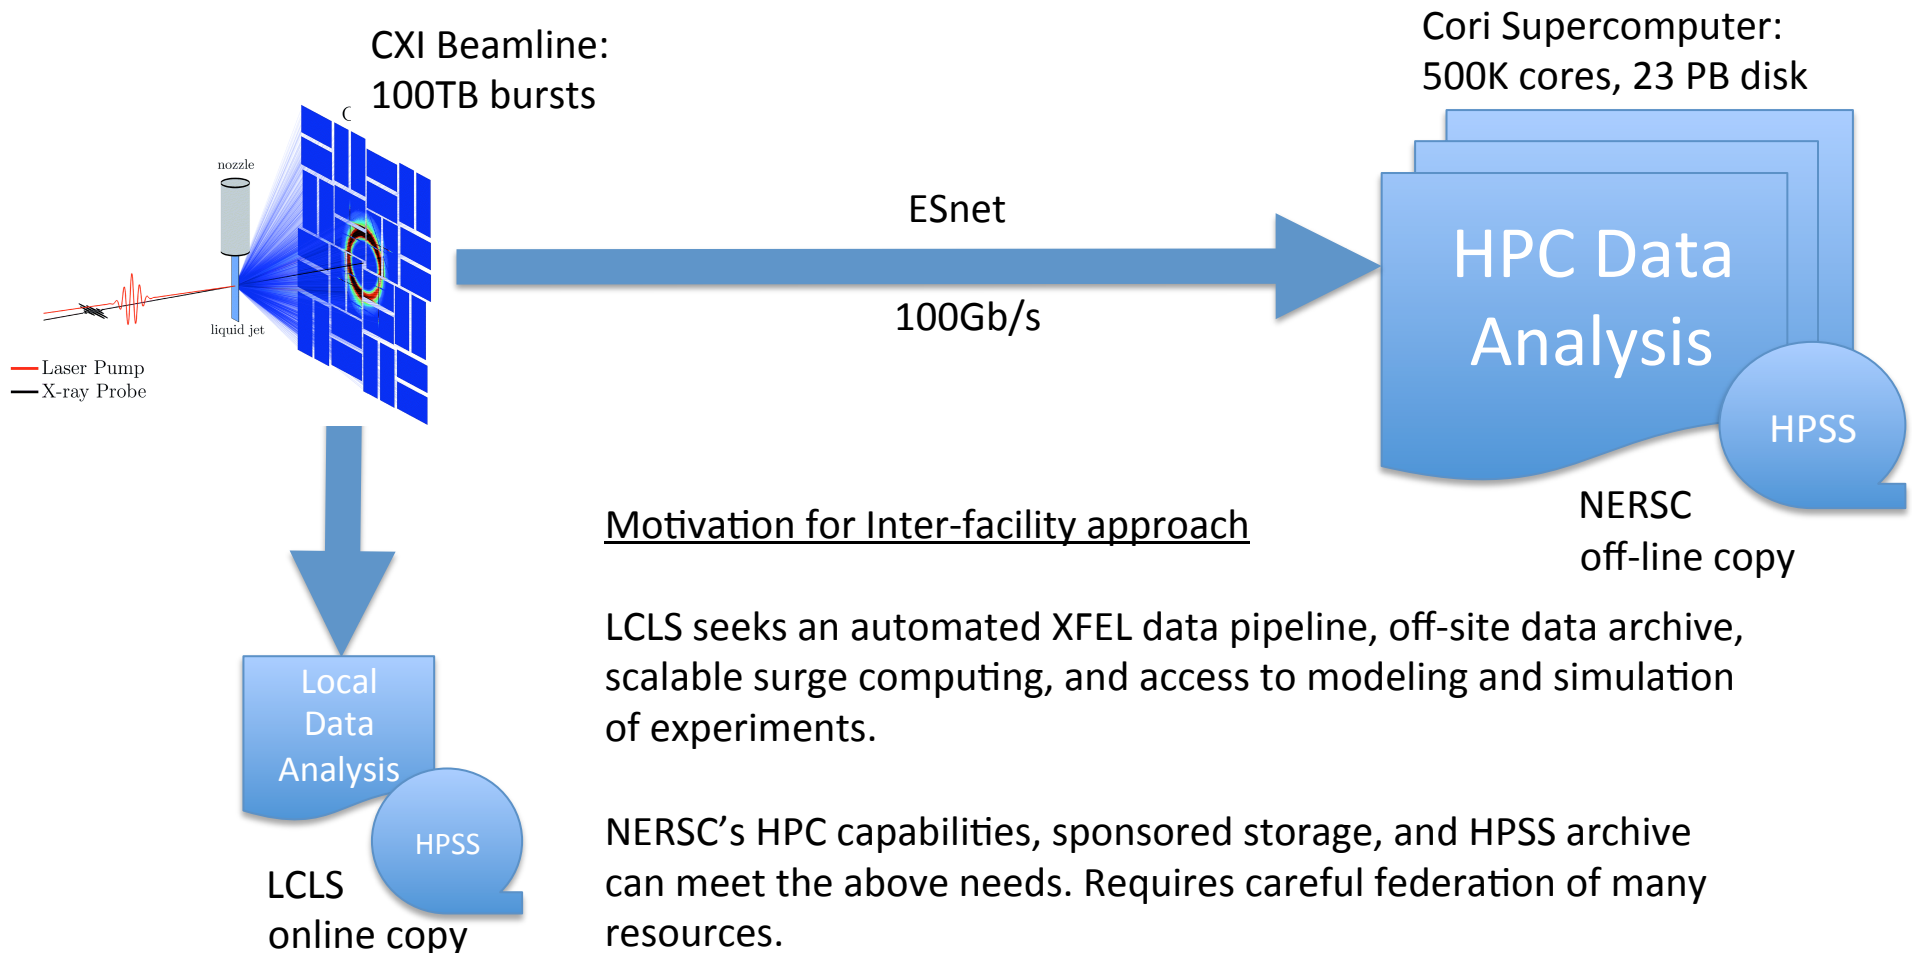 CXI Beamline:
100TB bursts
C
nozzle
liquid jet
Laser Pump
X-ray Probe
ESnet
100Gb/s
Cori Supercomputer:
500K cores, 23 PB disk
HPC Data
Analysis
HPSS
NERSC
off-line copy
Local
Data
Analysis
HPSS
LCLS
online copy
Motivation for Inter-facility approach
LCLS seeks an automated XFEL data pipeline, off-site data archive,
scalable surge computing, and access to modeling and simulation
of experiments.
NERSC’s HPC capabilities, sponsored storage, and HPSS archive
can meet the above needs. Requires careful federation of many
resources.